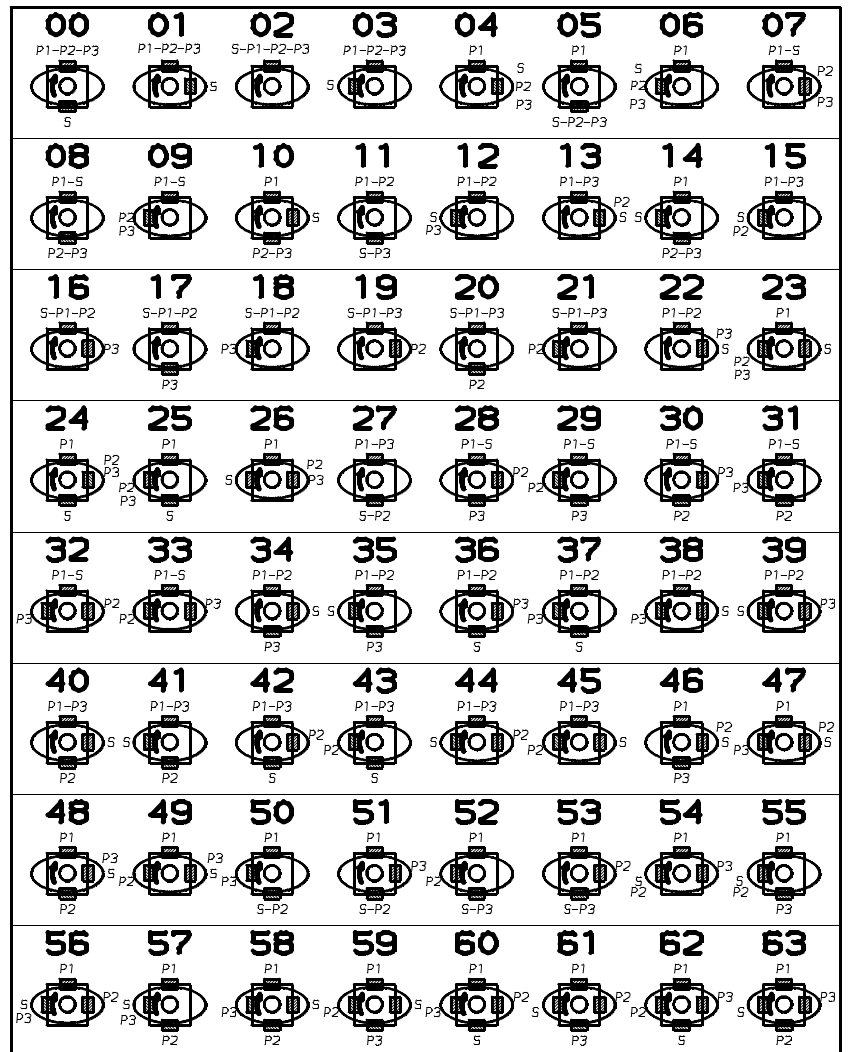 00 01 02 03 04 05 06 07
P1-P2-P3 P1-P2-P3 S-P1-P2-P3 P1-P2-P3 P1 P1 P1 P1-S
S S S P2
S S P2 P2
P3 P3 P3
S S-P2-P3
08 09 10 11 12 13 14 15
P1-S P1-S P1 P1-P2 P1-P2 P1-P3 P1 P1-P3
P2 S S P2 S S S
P3 P3 P2
P2-P3 P2-P3 S-P3 P2-P3
16 17 18 19 20 21 22 23
S-P1-P2 S-P1-P2 S-P1-P2 S-P1-P3 S-P1-P3 S-P1-P3 P1-P2 P1
P3 P3 P2 P2 P3 S S
P2
P3
P3 P2
24 25 26 27 28 29 30 31
P1 P1 P1 P1-P3 P1-S P1-S P1-S P1-S
P2 P2
P3 S P3 P2 P2 P3 P3
P2
P3
S S S-P2 P3 P3 P2 P2
32 33 34 35 36 37 38 39
P1-S P1-S P1-P2 P1-P2 P1-P2 P1-P2 P1-P2 P1-P2
P3 P2 P2 P3 S S P3 P3 P3 S S P3
P3 P3 S S
40 41 42 43 44 45 46 47
P1-P3 P1-P3 P1-P3 P1-P3 P1-P3 P1-P3 P1 P1
P2 P2
S S P2 P2 S P2 P2 S S P3 S
P2 P2 S S P3
48 49 50 51 52 53 54 55
P1 P1 P1 P1 P1 P1 P1 P1
P3 P3
S P2 S P3 P3 P2 P2 S P3 S
P2 P2
P2 S-P2 S-P2 S-P3 S-P3 P3
56 57 58 59 60 61 62 63
P1 P1 P1 P1 P1 P1 P1 P1
S P2 S P3 S P2 S P3 P2 S P2 P2 P3 S P3
P3 P3
P2 P2 P3 S P3 S P2